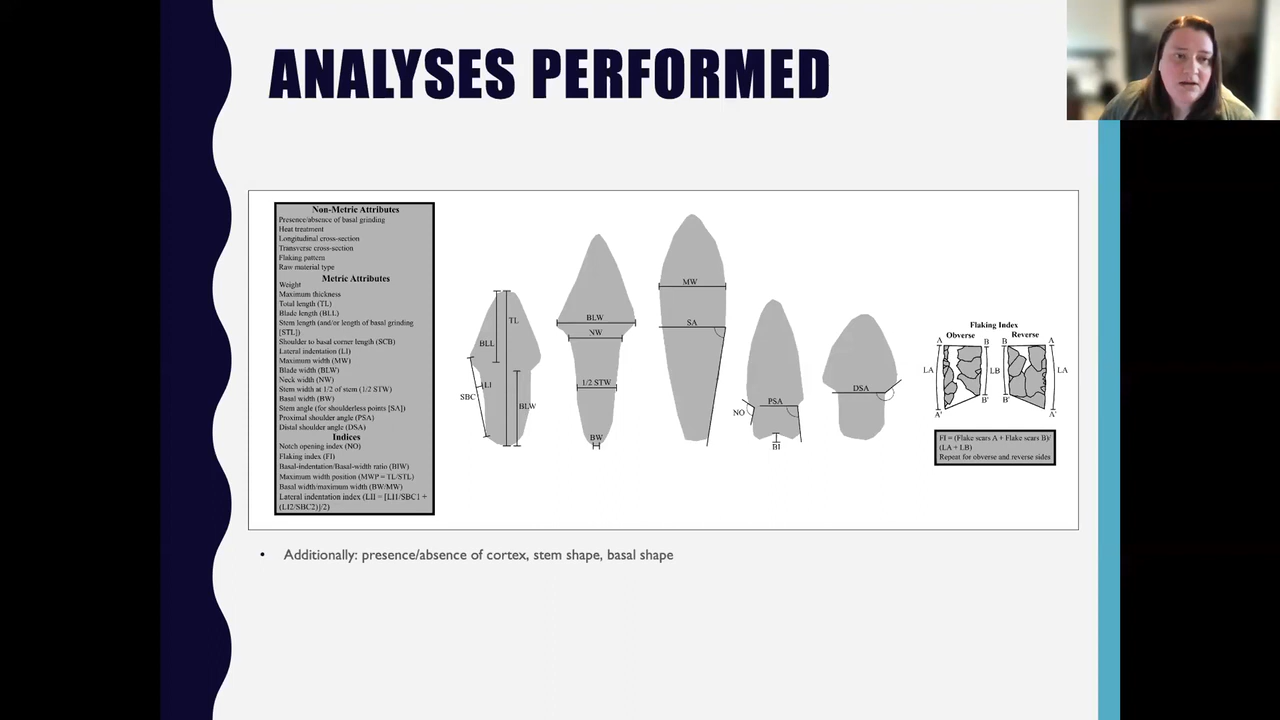 ANALYSES PERFORMED
Non-Metric Attributes
Presence/absence of basal grinding
Heat treatment
Longitudinal cross-section
Transverse cross-section
Flaking pattern
Raw material type
Metric Attributes
Weight
Maximum thickness
Total length (TL)
Blade length (BLL)
Stem length (and/or length of basal grinding
[STL])
Shoulder to basal corner length (SCB)
Lateral indentation (LI)
Maximum width (MW)
Blade width (BLW)
Neck width (NW)
Stem width at 1/2 of stem (1/2 STW)
Basal width (BW)
Stem angle (for shoulderless points [SA])
Proximal shoulder angle (PSA)
Distal shoulder angle (DSA)
Indices
Notch opening index (NO)
Flaking index (FI)
Basal-indentation/Basal-width ratio (BIW)
Maximum width position (MWP = TL/STL)
Basal width/maximum width (BW/MW)
Lateral indentation index (LII = [LI1/SBC1 +
(LI2/SBC2)]/2)
TL
BLL
LI
SBC
BLW
BLW
NW
1/2 STW
BW
MW
SA
NO
PSA
BI
DSA
Flaking Index
Obverse
Reverse
A
B
B
A
LA
LB
LA
A'
B'
B'
A'
FI = (Flake scars A + Flake scars B)/
(LA + LB)
Repeat for obverse and reverse sides
• Additionally: presence/absence of cortex, stem shape, basal shape